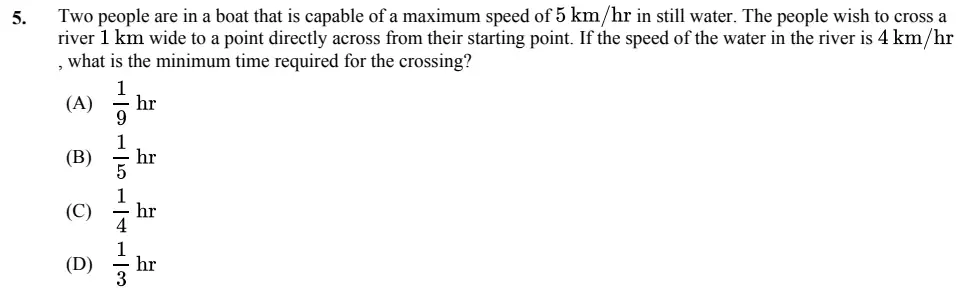 5. Two people are in a boat that is capable of a maximum speed of 5 km/hr in still water. The people wish to cross a
river 1 km wide to a point directly across from their starting point. If the speed of the water in the river is 4 km/hr
, what is the minimum time required for the crossing?
(A) 1/9 hr
(B) 1/5 hr
(C) 1/4 hr
(D) 1/3 hr